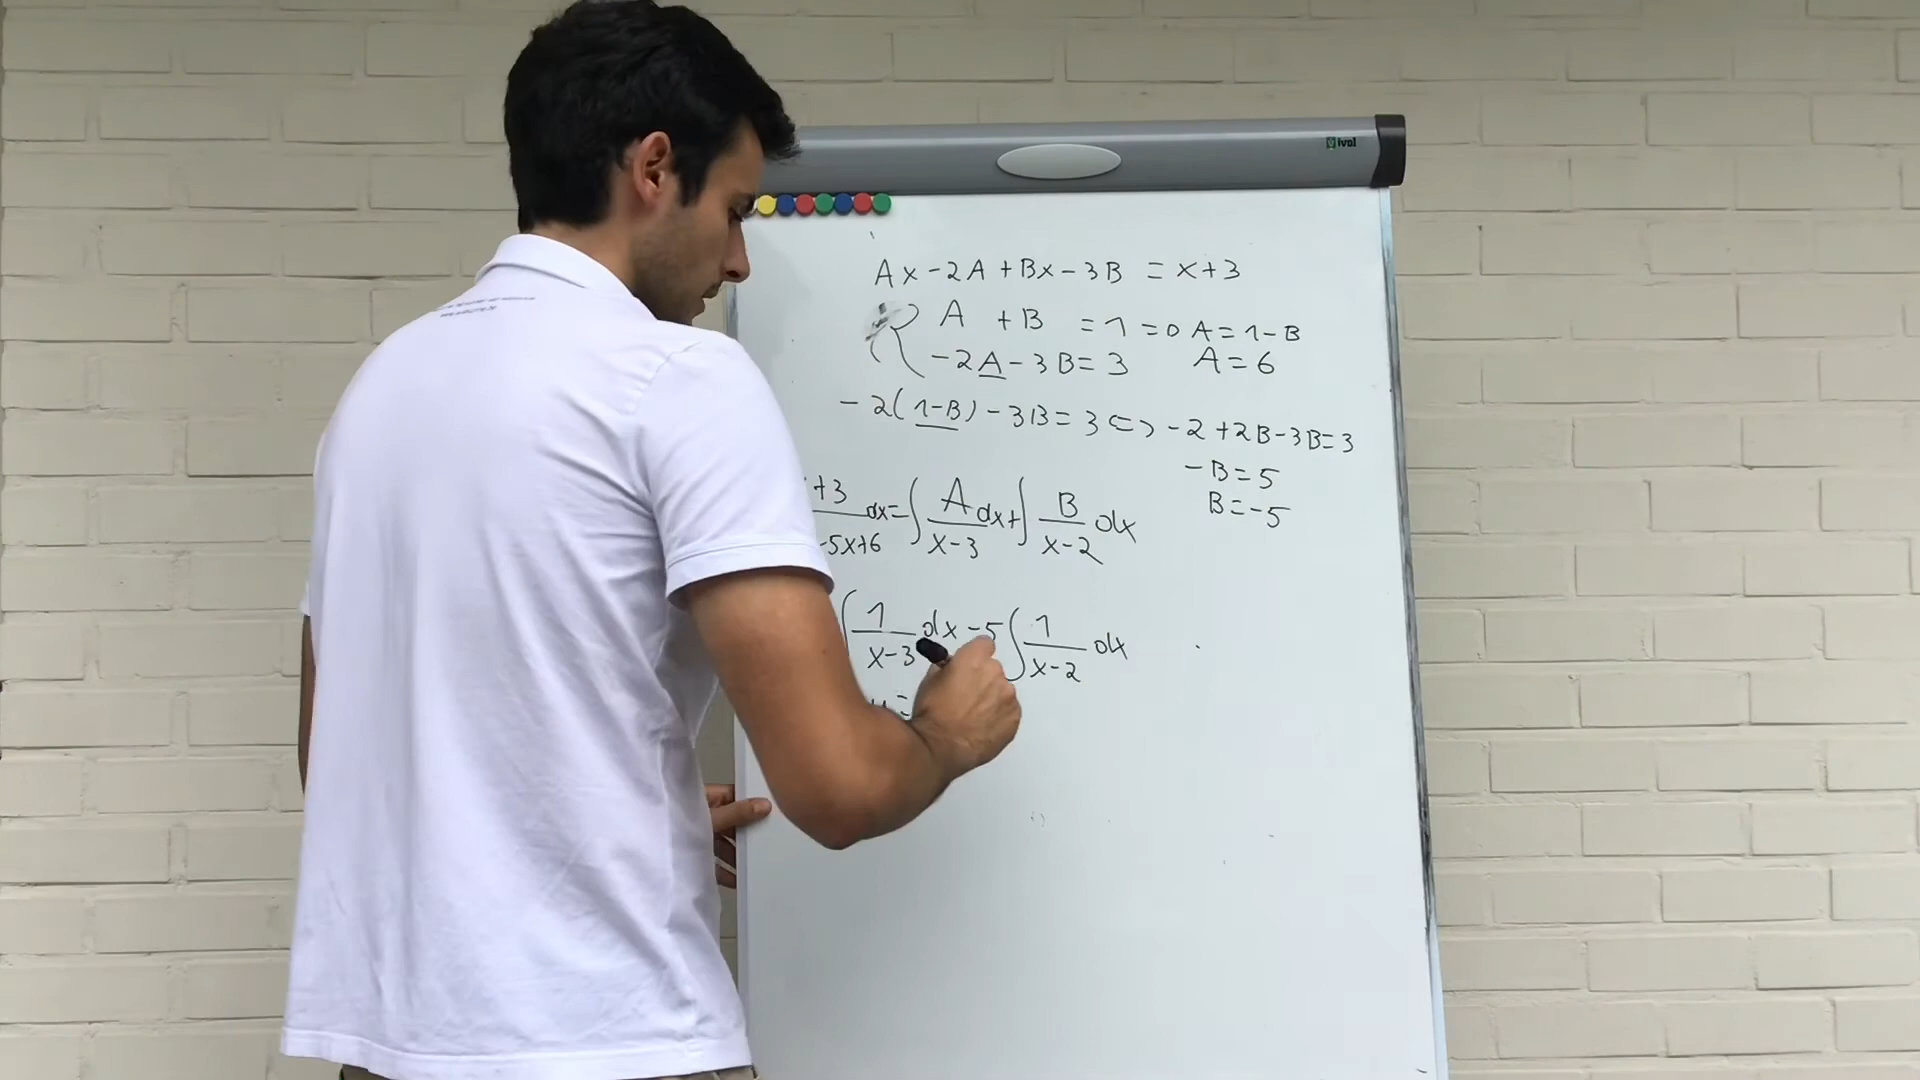 ival
Ax - 2A + Bx - 3B = x + 3
A + B = 1 => A = 1 - B
-2A - 3B = 3 A = 6
-2(1-B) - 3B = 3 <=> -2 + 2B - 3B = 3
-B = 5
B = -5
+3 dx = ∫ A dx + ∫ B dx
-5x+6 x-3 x-2
∫ 1 dx - 5 ∫ 1 dx
x-3 x-2
u =